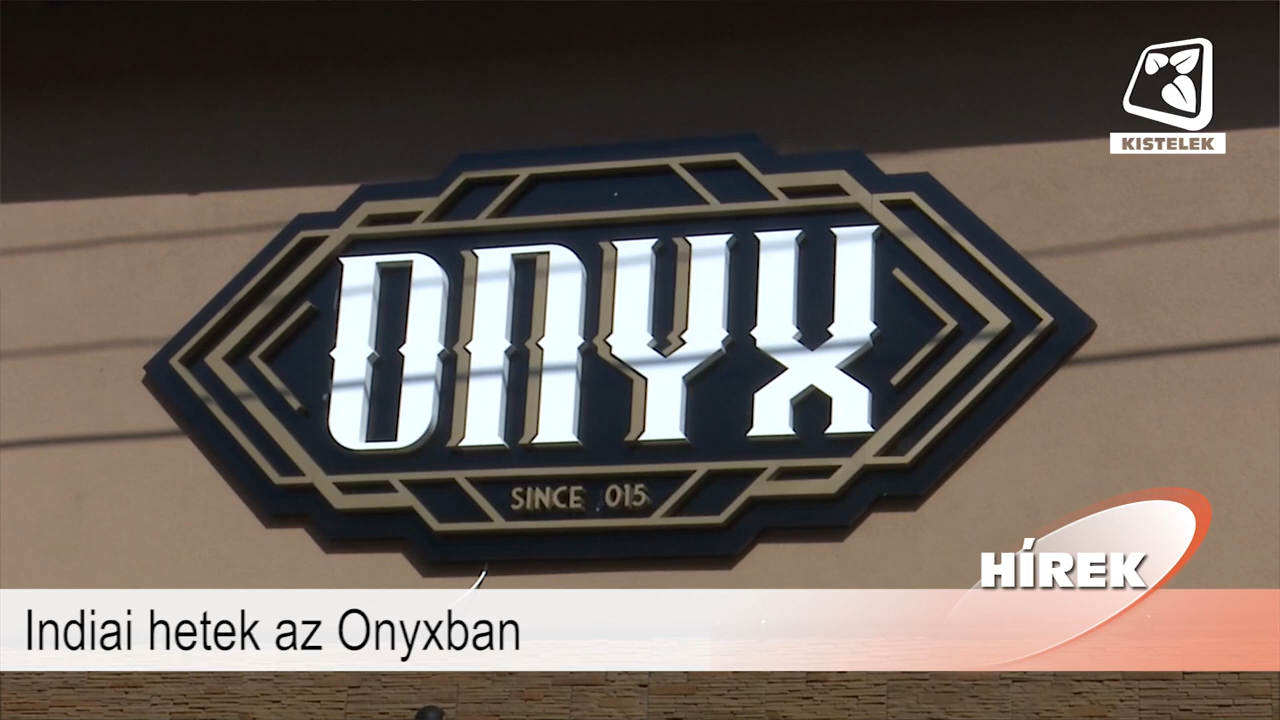 KISTELEK
ONYX
SINCE 015
HÍREK
Indiai hetek az Onyxban